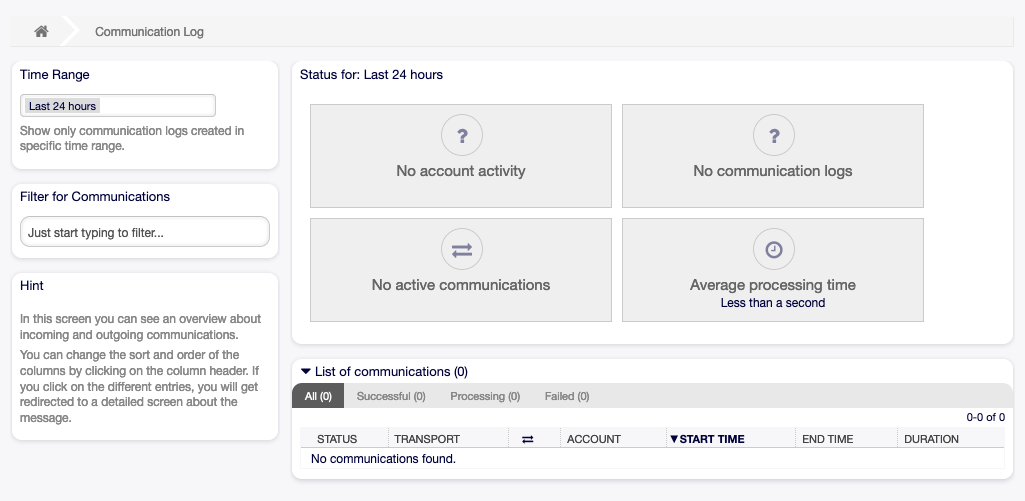 Communication Log
Time Range
Last 24 hours
Show only communication logs created in
specific time range.
Filter for Communications
Just start typing to filter...
Hint
In this screen you can see an overview about
incoming and outgoing communications.
You can change the sort and order of the
columns by clicking on the column header. If
you click on the different entries, you will get
redirected to a detailed screen about the
message.
Status for: Last 24 hours
?
No account activity
?
No communication logs
No active communications
Average processing time
Less than a second
List of communications (0)
All (0) Successful (0) Processing (0) Failed (0)
0-0 of 0
STATUS TRANSPORT ACCOUNT START TIME END TIME DURATION
No communications found.